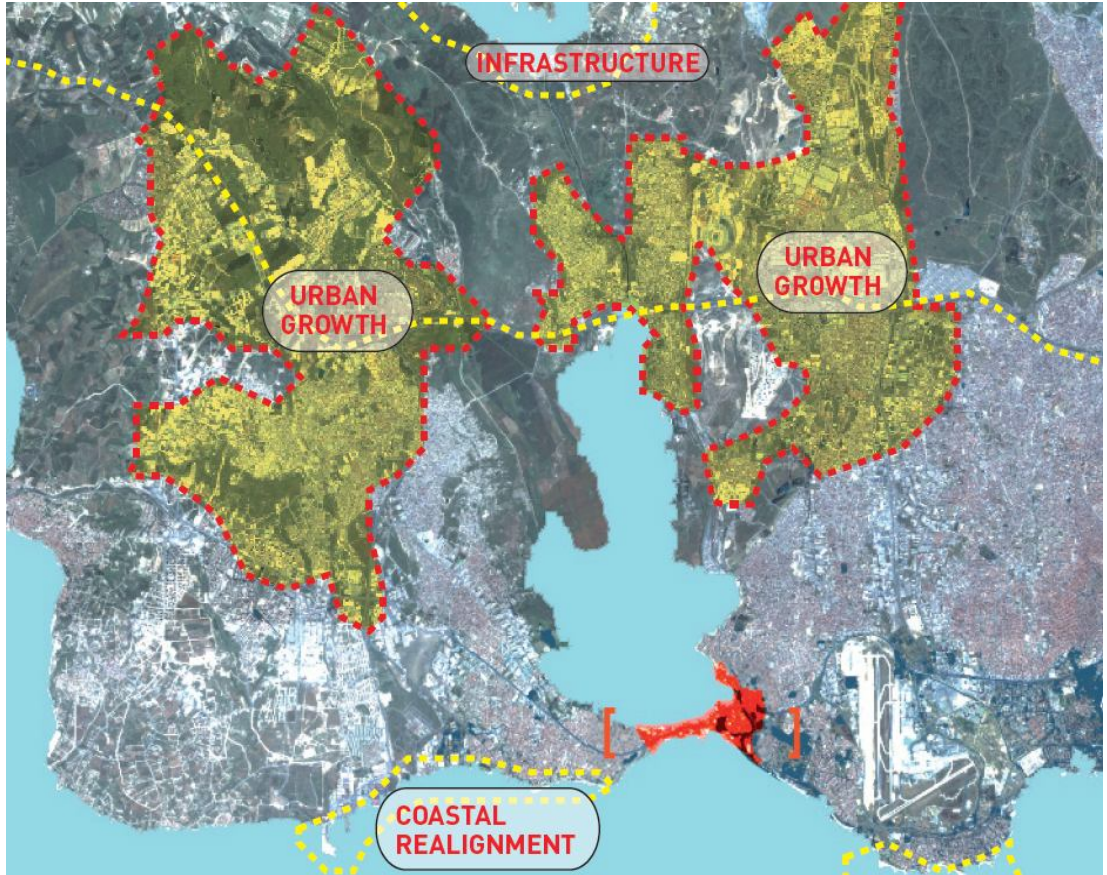 INFRASTRUCTURE
URBAN
GROWTH
URBAN
GROWTH
COASTAL
REALIGNMENT